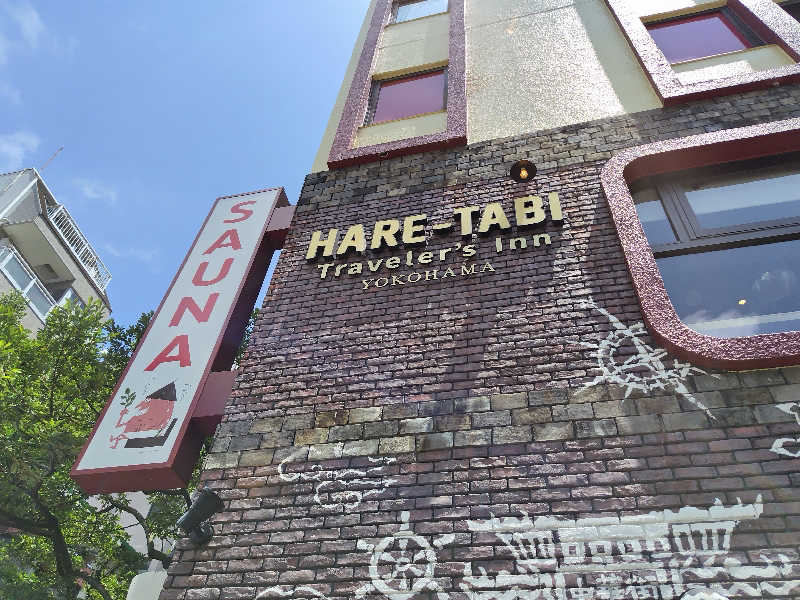 SAUNA
HARE-TABI
Traveler's Inn
YOKOHAMA